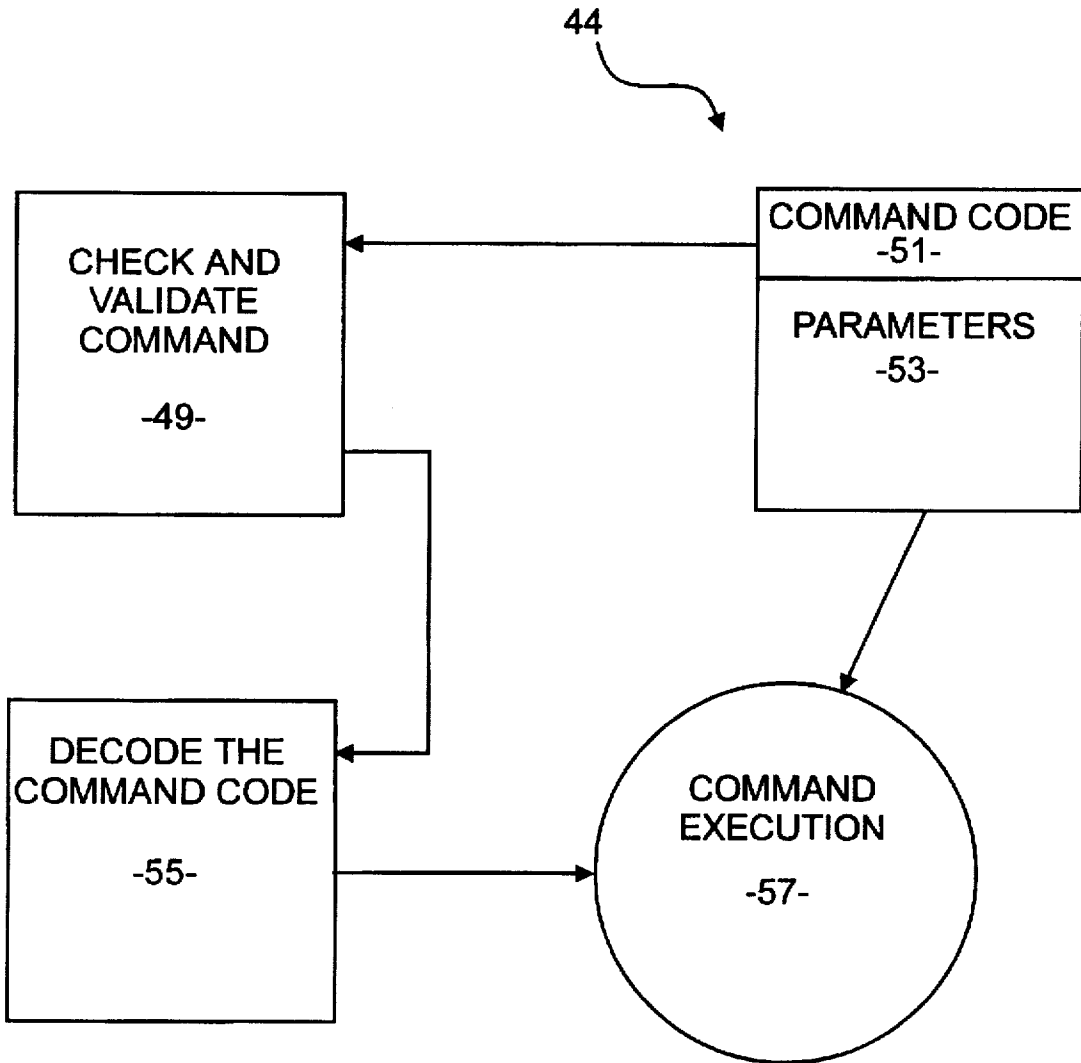 44
COMMAND CODE
-51-
PARAMETERS
-53-
CHECK AND
VALIDATE
COMMAND
-49-
DECODE THE
COMMAND CODE
-55-
COMMAND
EXECUTION
-57-